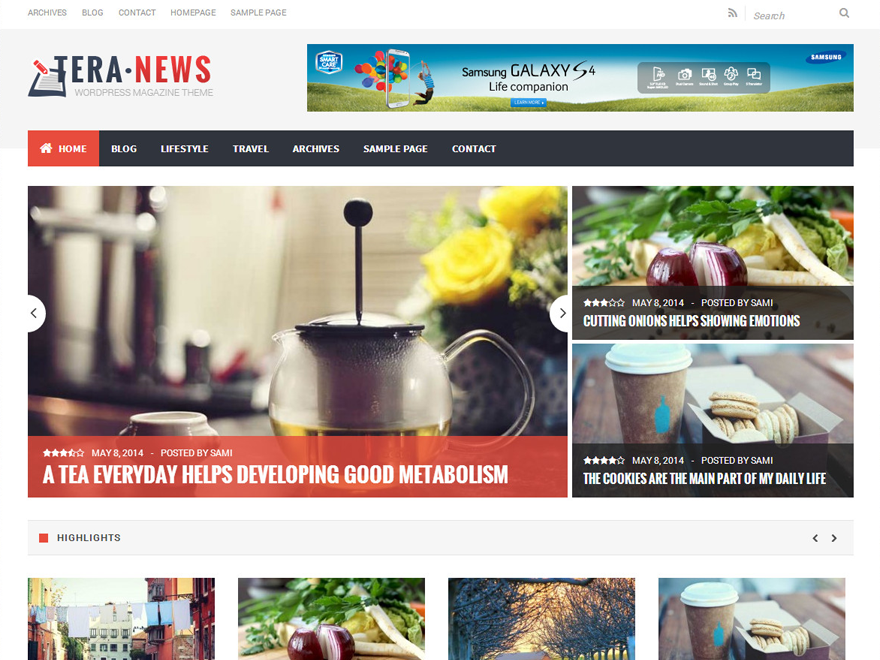 ARCHIVES BLOG CONTACT HOMEPAGE SAMPLE PAGE
Search
TERA·NEWS
WORDPRESS MAGAZINE THEME
SMART CARE
Samsung GALAXY S4
Life companion
LEARN MORE
SAMSUNG
HOME BLOG LIFESTYLE TRAVEL ARCHIVES SAMPLE PAGE CONTACT
MAY 8, 2014 - POSTED BY SAMI
A TEA EVERYDAY HELPS DEVELOPING GOOD METABOLISM
MAY 8, 2014 - POSTED BY SAMI
CUTTING ONIONS HELPS SHOWING EMOTIONS
MAY 8, 2014 - POSTED BY SAMI
THE COOKIES ARE THE MAIN PART OF MY DAILY LIFE
HIGHLIGHTS